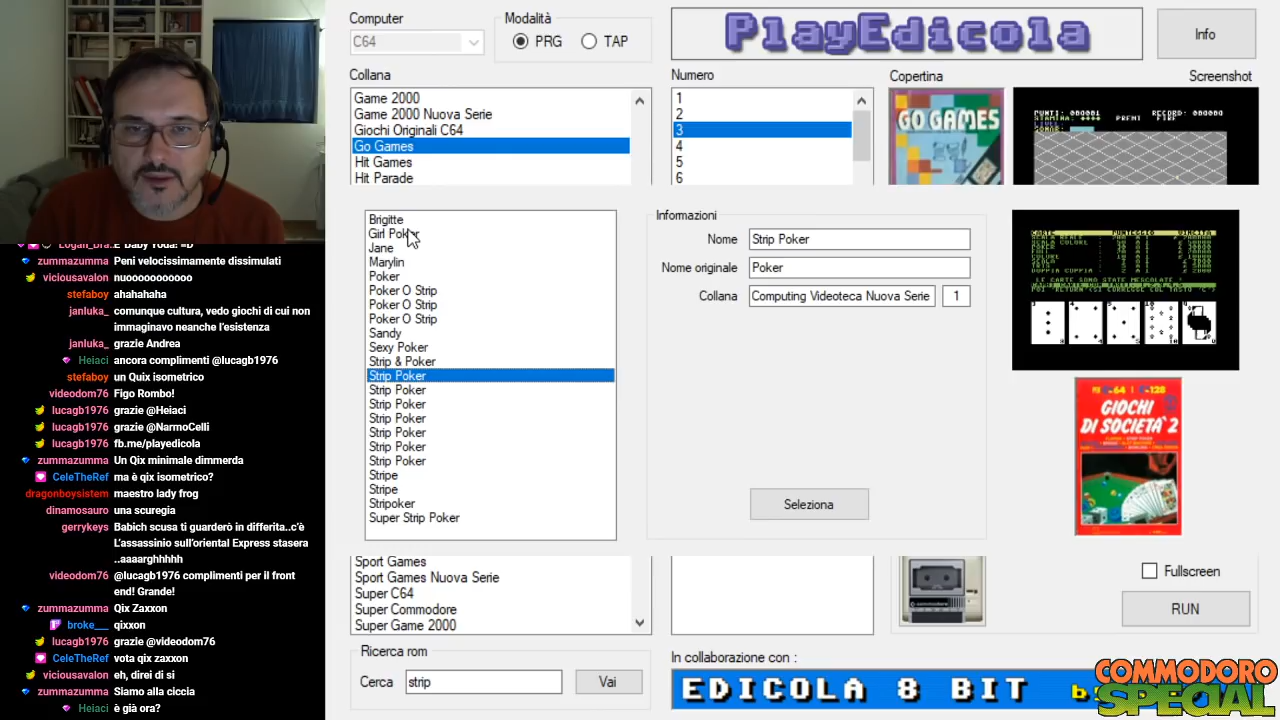 Computer
C64
Modalità
PRG
TAP
PlayEdicola
Info
Collana
Game 2000
Game 2000 Nuova Serie
Giochi Originali C64
Go Games
Hit Games
Hit Parade
Numero
1
2
3
4
5
6
Copertina
Screenshot
GO GAMES
PUNTI: 000001 RECORD: 000000
PREMI FIRE
Brigitte
Girl Poker
Jane
Marylin
Poker
Poker O Strip
Poker O Strip
Poker O Strip
Sandy
Sexy Poker
Strip & Poker
Strip Poker
Strip Poker
Strip Poker
Strip Poker
Strip Poker
Strip Poker
Strip Poker
Stripe
Stripe
Stripoker
Super Strip Poker
Informazioni
Nome Strip Poker
Nome originale Poker
Collana Computing Videoteca Nuova Serie 1
Seleziona
CARTE PUNTEGGIO VINCITA
GIOCHI
DI SOCIETA' 2
Sport Games
Sport Games Nuova Serie
Super C64
Super Commodore
Super Game 2000
Fullscreen
RUN
Ricerca rom
Cerca strip Vai
In collaborazione con :
EDICOLA 8 BIT
COMMODORO
SPECIAL
zummazumma Peni velocissimamente dissimulati
viciousavalon nuooooooooooo
stefaboy ahahahaha
janluka_ comunque cultura, vedo giochi di cui non
immaginavo neanche l'esistenza
janluka_ grazie Andrea
Heiaci ancora complimenti @lucagb1976
stefaboy un Quix isometrico
videodom76 Figo Rombo!
lucagb1976 grazie @Heiaci
lucagb1976 grazie @NarmoCelli
lucagb1976 fb.me/playedicola
zummazumma Un Qix minimale dimmerda
CeleTheRef ma è qix isometrico?
dragonboysistem maestro lady frog
dinamosauro una scuregia
gerrykeys Babich scusa ti guarderò in differita..c'è
L'assassinio sull'oriental Express stasera
..aaaarghhhhh
videodom76 @lucagb1976 complimenti per il front
end! Grande!
zummazumma Qix Zaxxon
broke___ qixxon
lucagb1976 grazie @videodom76
CeleTheRef vota qix zaxxon
viciousavalon eh, direi di si
zummazumma Siamo alla ciccia
Heiaci è già ora?